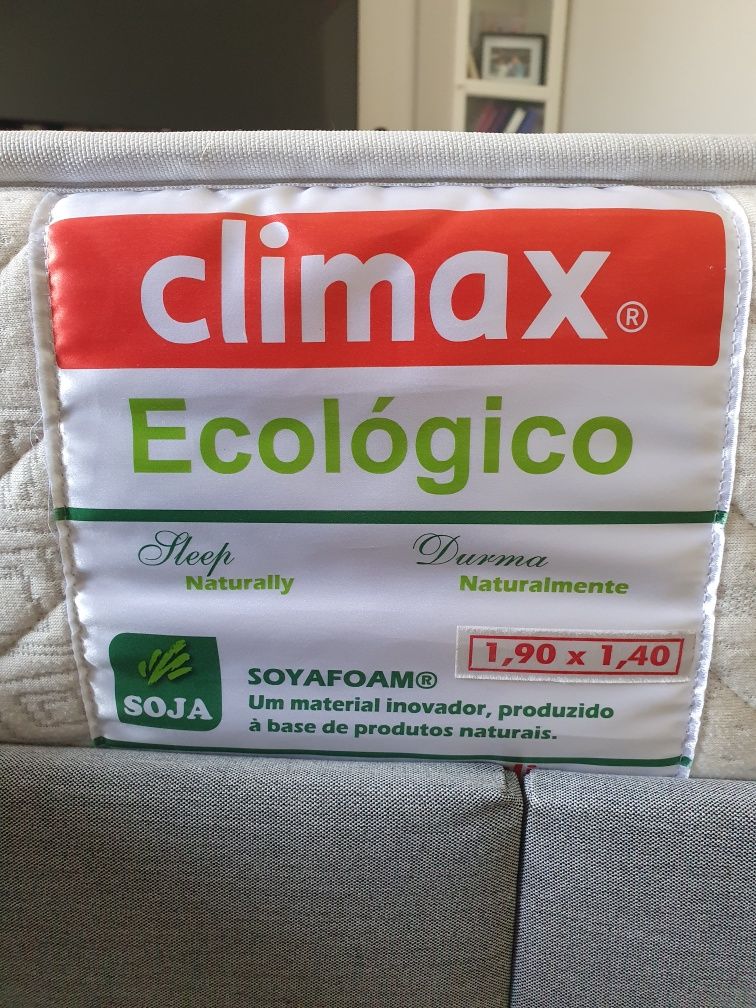 climax®
Ecológico
Sleep
Naturally
Durma
Naturalmente
1,90 x 1,40
SOJA
SOYAFOAM®
Um material inovador, produzido
à base de produtos naturais.